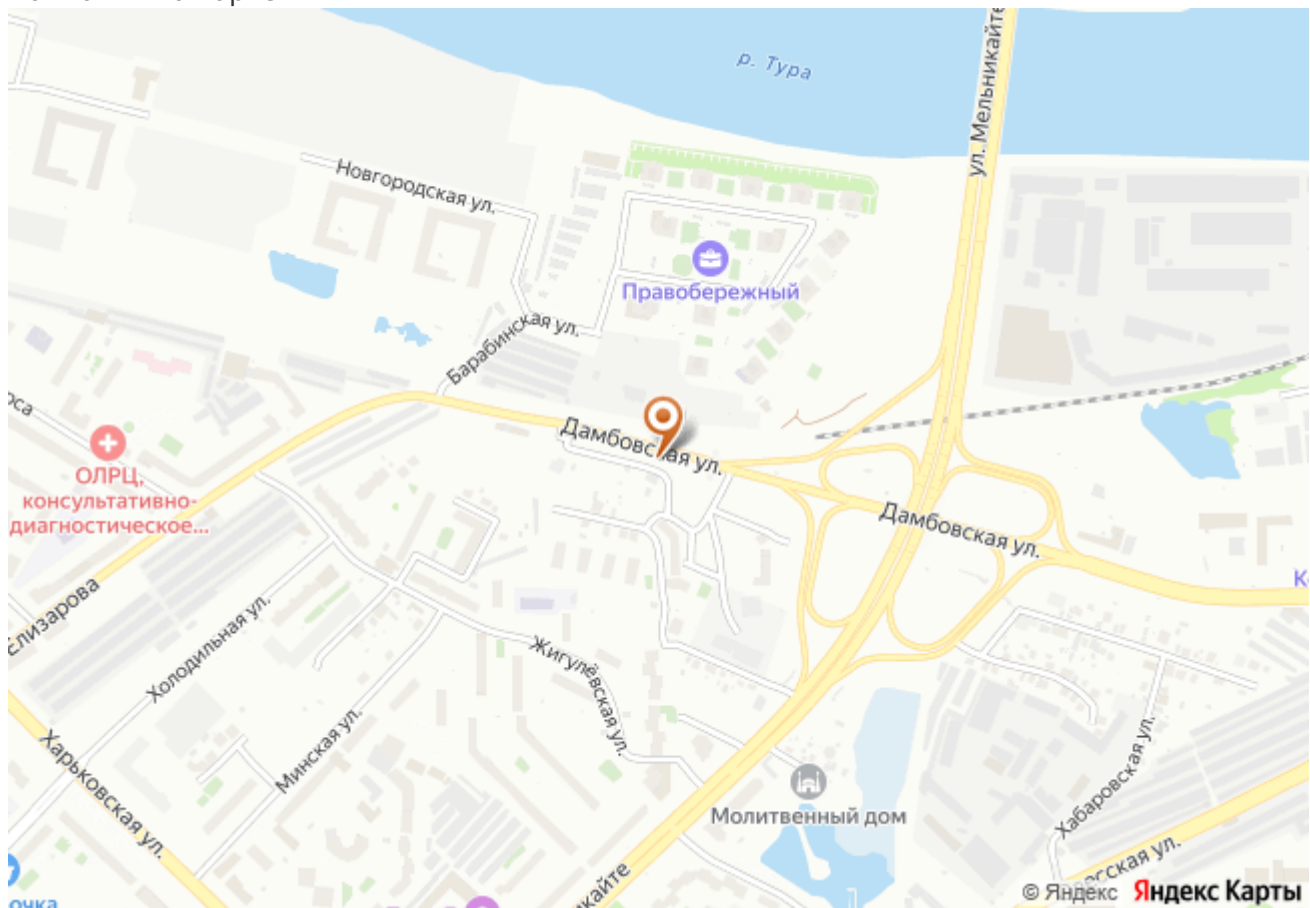 р. Тура
ул. Мельникайте
Новгородская ул.
Правобережный
Барабинская ул.
Дамбовская ул.
ОЛРЦ,
консультативно-
диагностическое...
Дамбовская ул.
Елизарова
Холодильная ул.
Жигулёвская ул.
Минская ул.
Харьковская ул.
Молитвенный дом
Хабаровская ул.
© Яндекс Яндекс Карты